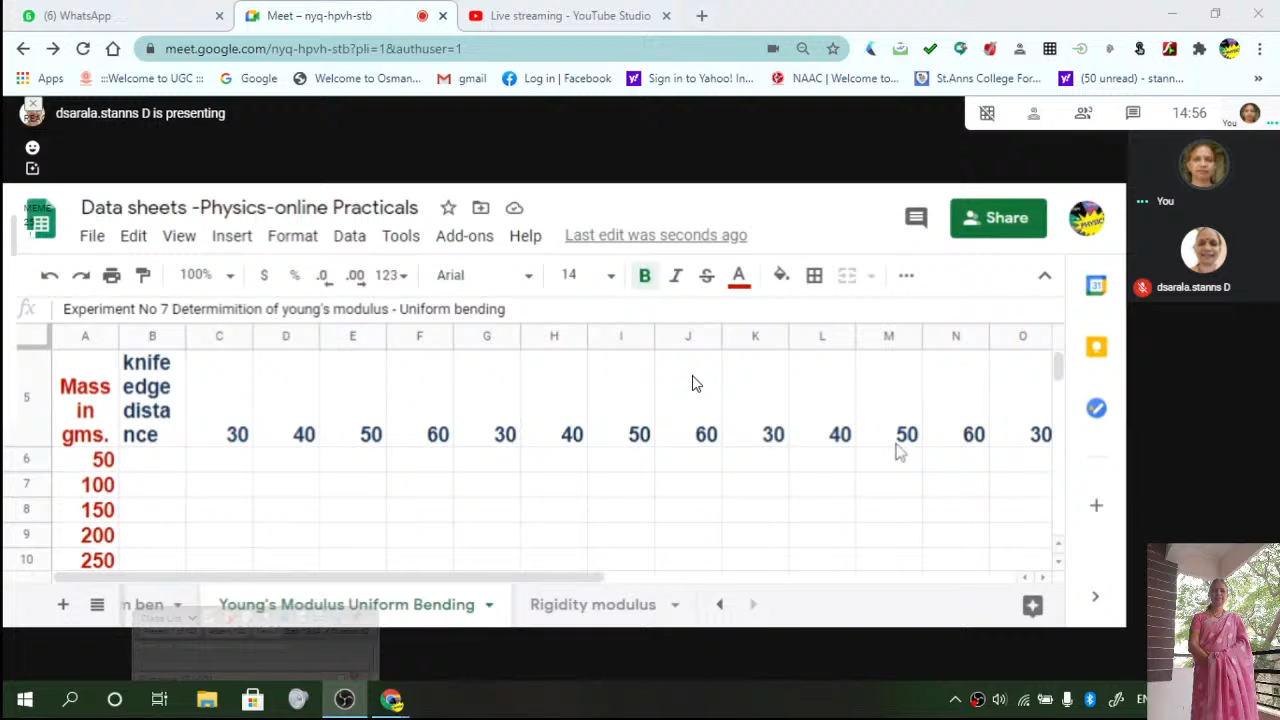 (6) WhatsApp
Meet – nyq-hpvh-stb
Live streaming - YouTube Studio
meet.google.com/nyq-hpvh-stb?pli=1&authuser=1
Apps
:::Welcome to UGC :::
Google
Welcome to Osman...
gmail
Log in | Facebook
Sign in to Yahoo! In...
NAAC | Welcome to...
St.Anns College For...
(50 unread) - stann...
»
dsarala.stanns D is presenting
14:56
You
You
dsarala.stanns D
Data sheets -Physics-online Practicals
File Edit View Insert Format Data Tools Add-ons Help Last edit was seconds ago
Share
100% $ % .0 .00 123 Arial 14 B I S A
fx Experiment No 7 Determimition of young's modulus - Uniform bending
A B C D E F G H I J K L M N O
5 Mass in gms. knife edge dista nce 30 40 50 60 30 40 50 60 30 40 50 60 30
6 50
7 100
8 150
9 200
10 250
n ben Young's Modulus Uniform Bending Rigidity modulus
Class List